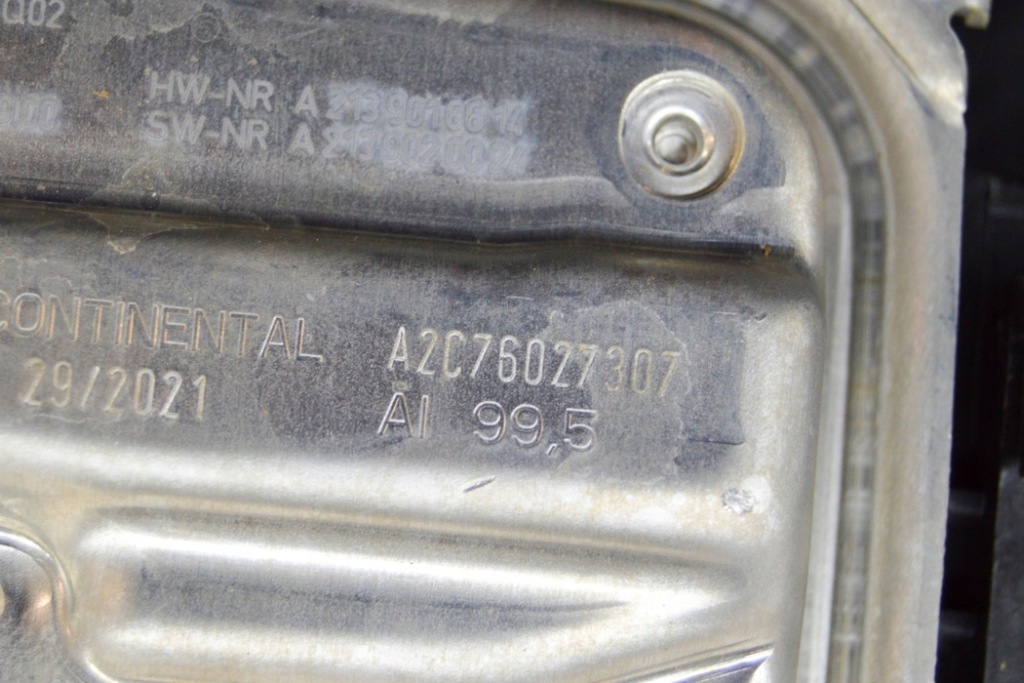 Q02
HW-NR A
SW-NR A
CONTINENTAL A2C76027307
29/2021 Al 99,5